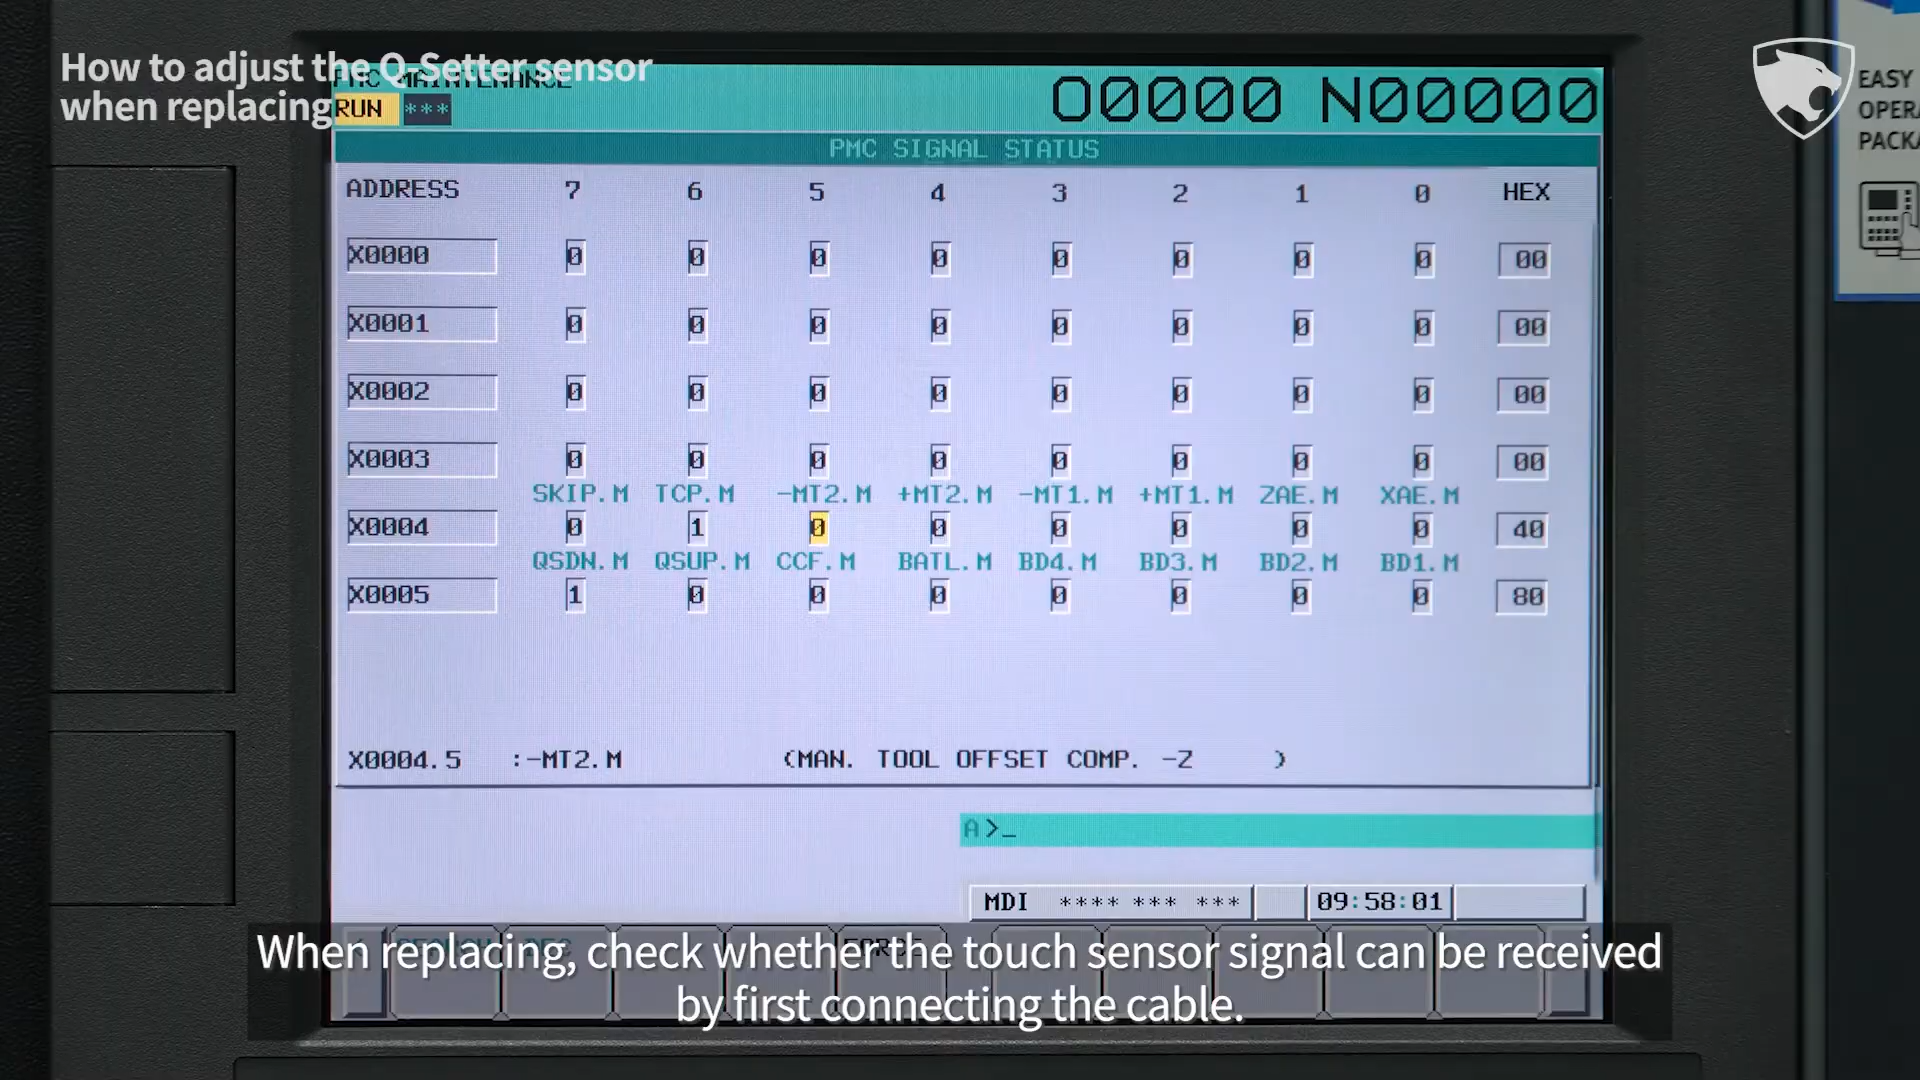 How to adjust the Q-Setter sensor
when replacing
PMC MAINTENANCE
RUN ***
O0000 N00000
PMC SIGNAL STATUS
ADDRESS 7 6 5 4 3 2 1 0 HEX
X0000 0 0 0 0 0 0 0 0 00
X0001 0 0 0 0 0 0 0 0 00
X0002 0 0 0 0 0 0 0 0 00
X0003 0 0 0 0 0 0 0 0 00
SKIP.M TCP.M -MT2.M +MT2.M -MT1.M +MT1.M ZAE.M XAE.M
X0004 0 1 0 0 0 0 0 0 40
QSDN.M QSUP.M CCF.M BATL.M BD4.M BD3.M BD2.M BD1.M
X0005 1 0 0 0 0 0 0 0 80
X0004.5 :-MT2.M (MAN. TOOL OFFSET COMP. -Z )
A>_
MDI **** *** *** 09:58:01
When replacing, check whether the touch sensor signal can be received
by first connecting the cable.
EASY
OPERA
PACKA